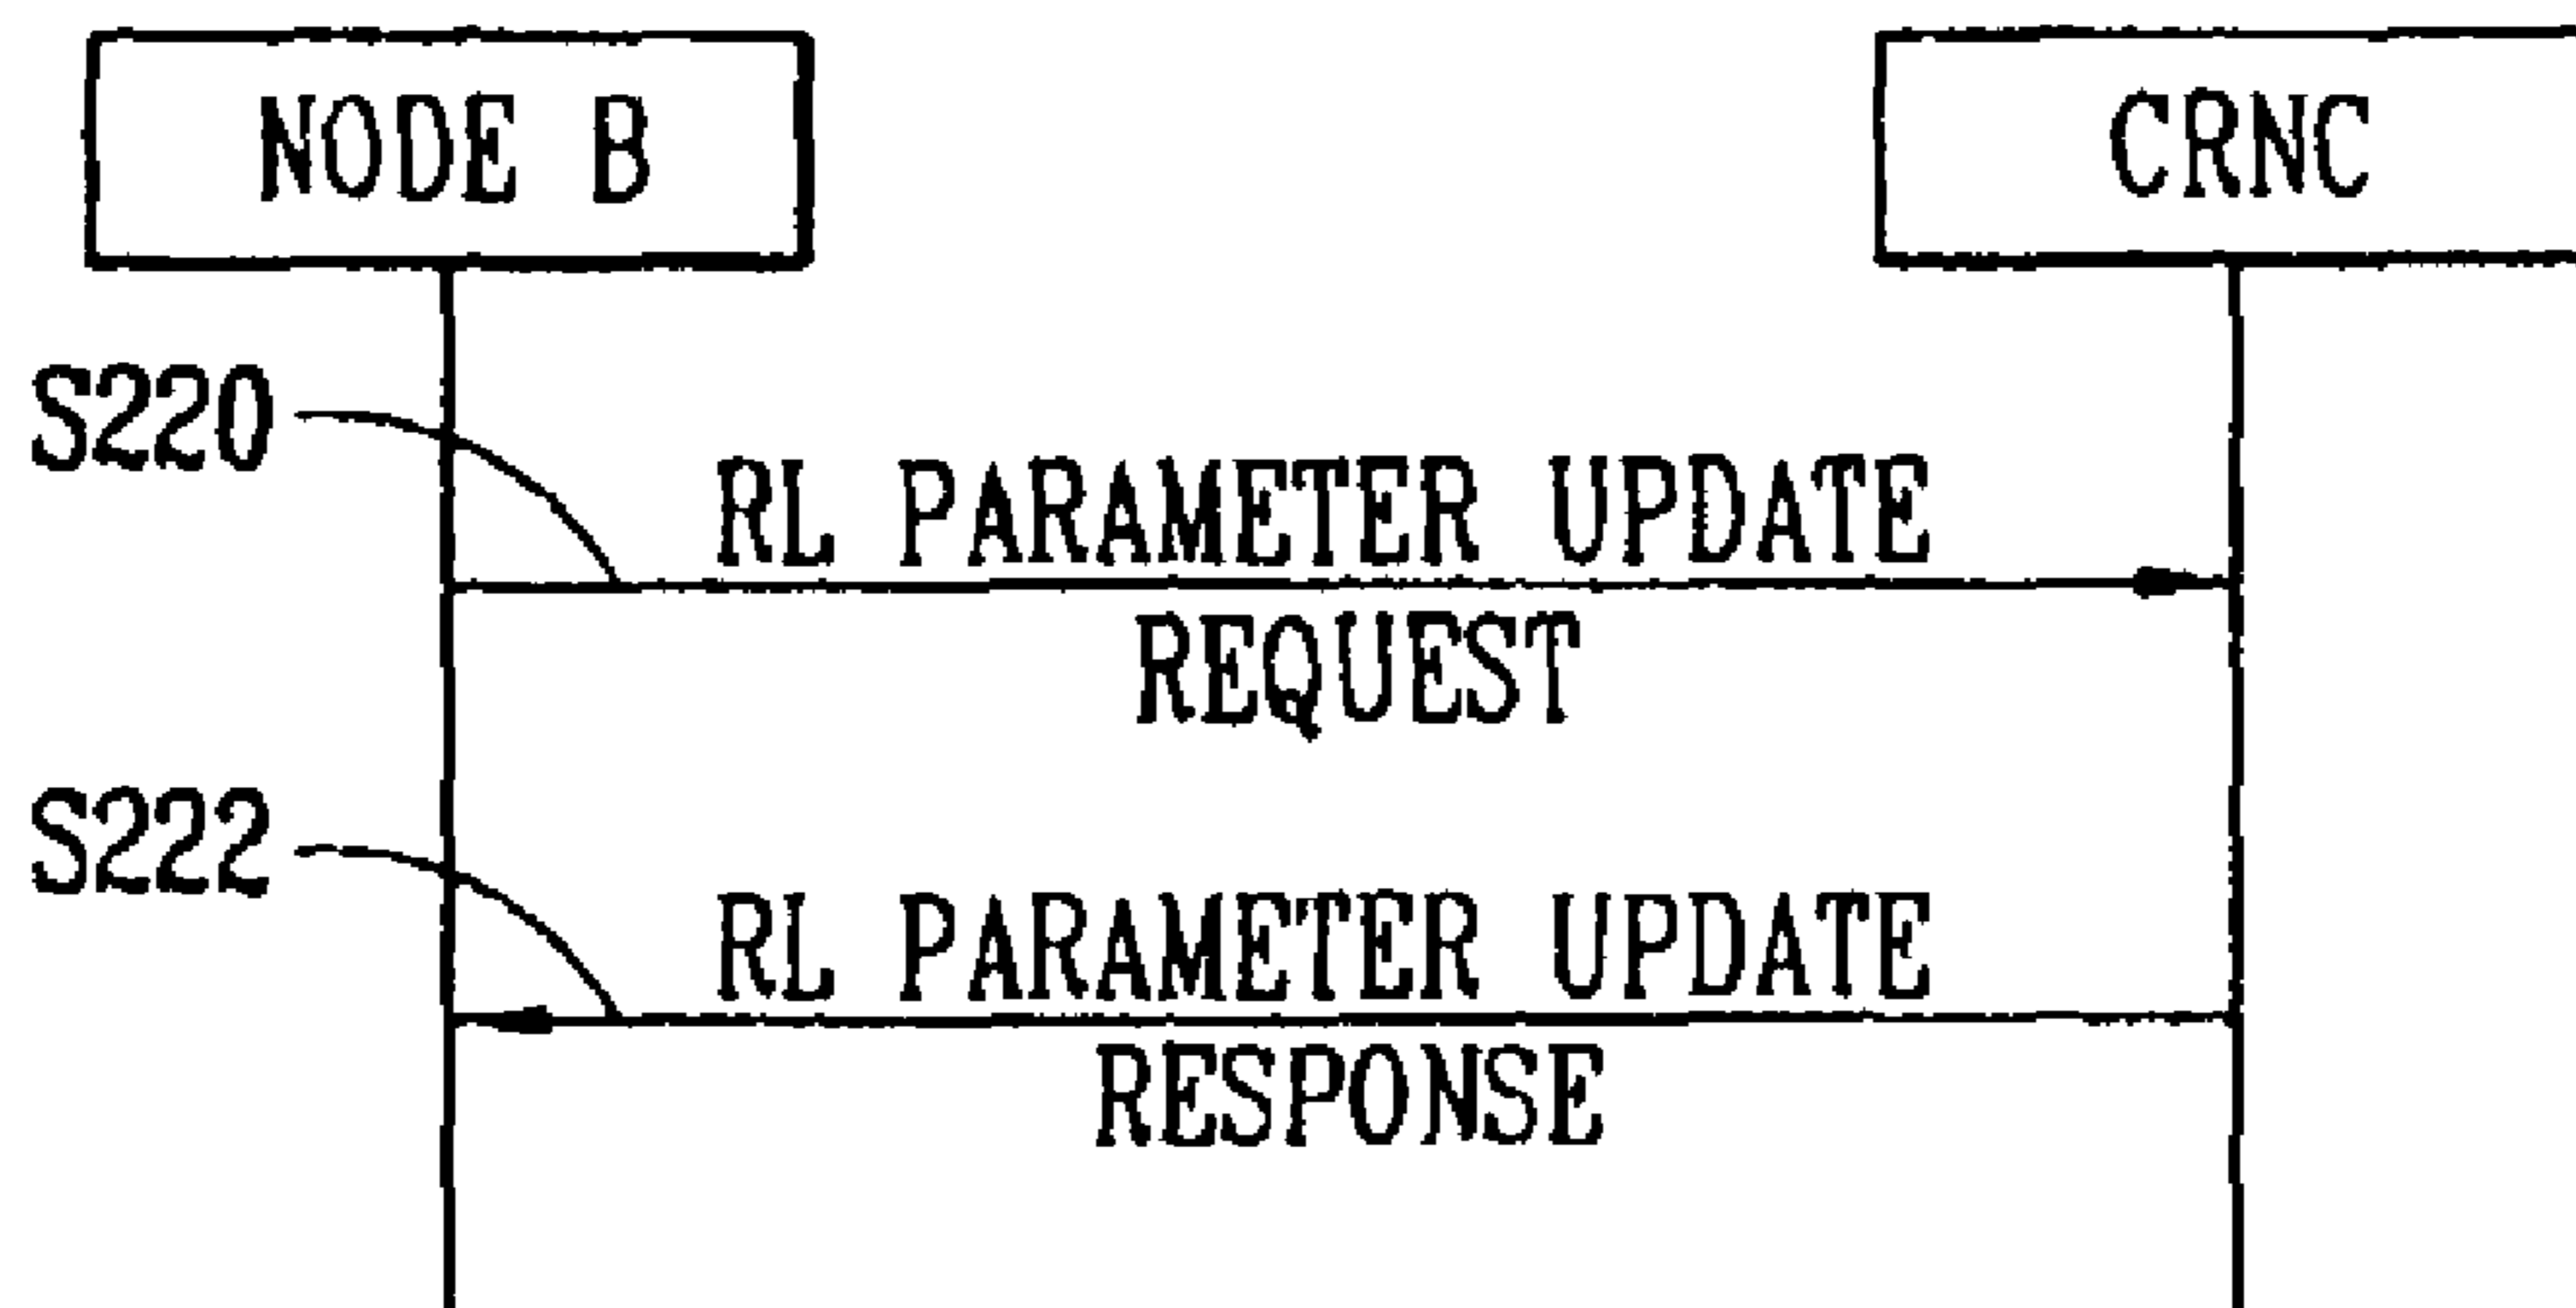 NODE B
CRNC
S220
RL PARAMETER UPDATE
REQUEST
S222
RL PARAMETER UPDATE
RESPONSE